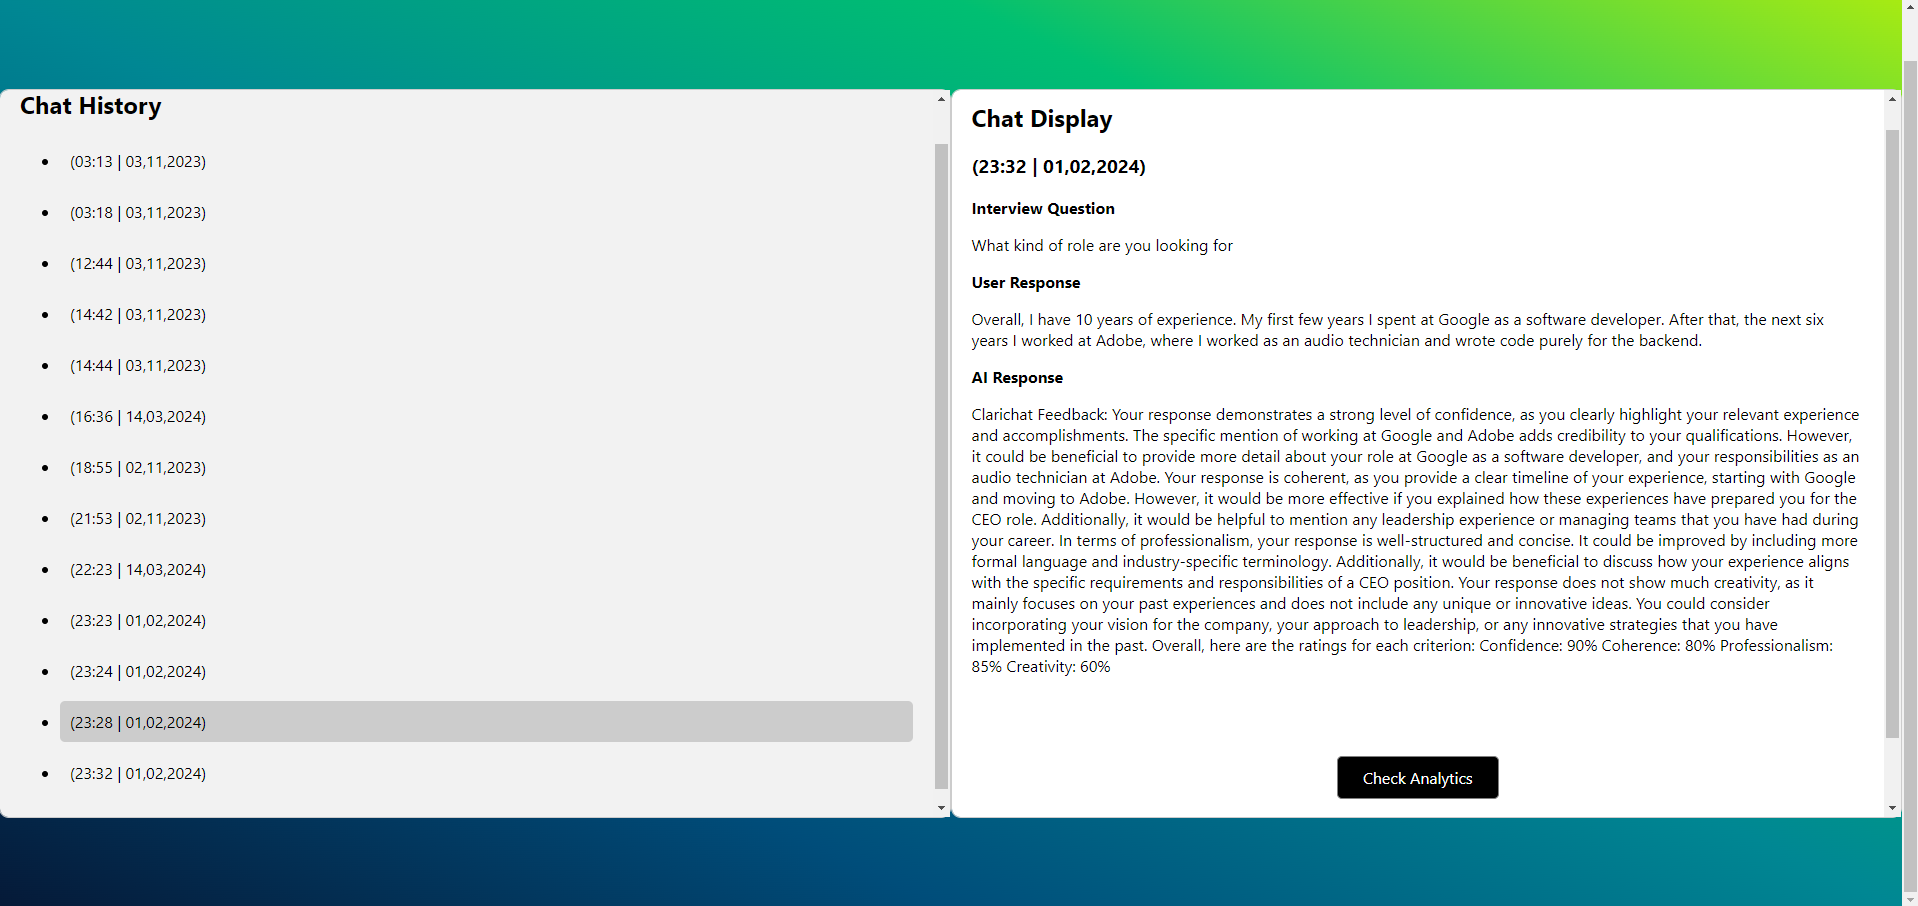 Chat History
(03:13 | 03,11,2023)
(03:18 | 03,11,2023)
(12:44 | 03,11,2023)
(14:42 | 03,11,2023)
(14:44 | 03,11,2023)
(16:36 | 14,03,2024)
(18:55 | 02,11,2023)
(21:53 | 02,11,2023)
(22:23 | 14,03,2024)
(23:23 | 01,02,2024)
(23:24 | 01,02,2024)
(23:28 | 01,02,2024)
(23:32 | 01,02,2024)
Chat Display
(23:32 | 01,02,2024)
Interview Question
What kind of role are you looking for
User Response
Overall, I have 10 years of experience. My first few years I spent at Google as a software developer. After that, the next six
years I worked at Adobe, where I worked as an audio technician and wrote code purely for the backend.
AI Response
Clarichat Feedback: Your response demonstrates a strong level of confidence, as you clearly highlight your relevant experience
and accomplishments. The specific mention of working at Google and Adobe adds credibility to your qualifications. However,
it could be beneficial to provide more detail about your role at Google as a software developer, and your responsibilities as an
audio technician at Adobe. Your response is coherent, as you provide a clear timeline of your experience, starting with Google
and moving to Adobe. However, it would be more effective if you explained how these experiences have prepared you for the
CEO role. Additionally, it would be helpful to mention any leadership experience or managing teams that you have had during
your career. In terms of professionalism, your response is well-structured and concise. It could be improved by including more
formal language and industry-specific terminology. Additionally, it would be beneficial to discuss how your experience aligns
with the specific requirements and responsibilities of a CEO position. Your response does not show much creativity, as it
mainly focuses on your past experiences and does not include any unique or innovative ideas. You could consider
incorporating your vision for the company, your approach to leadership, or any innovative strategies that you have
implemented in the past. Overall, here are the ratings for each criterion: Confidence: 90% Coherence: 80% Professionalism:
85% Creativity: 60%
Check Analytics